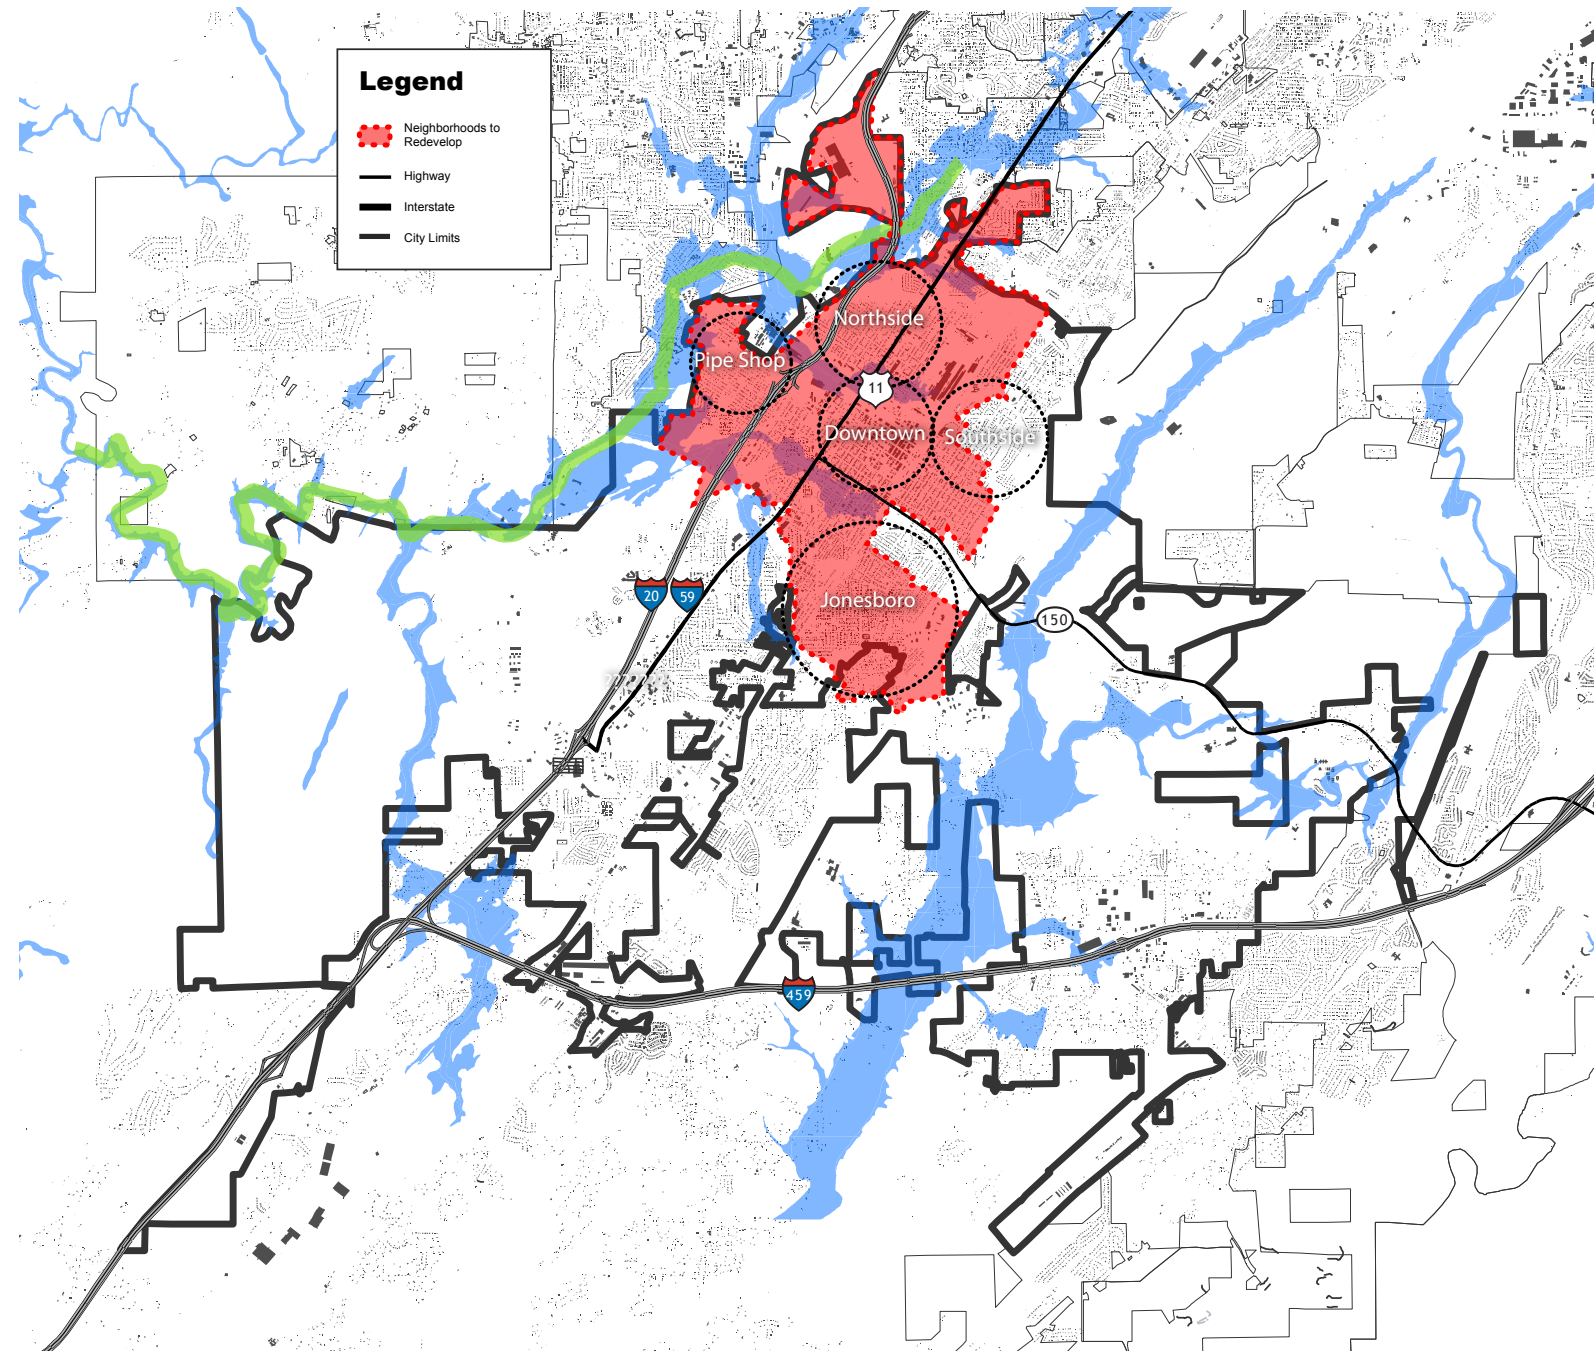 Legend
Neighborhoods to
Redevelop
Highway
Interstate
City Limits
Northside
Pipe Shop
11
Downtown
Southside
20
59
Jonesboro
150
459